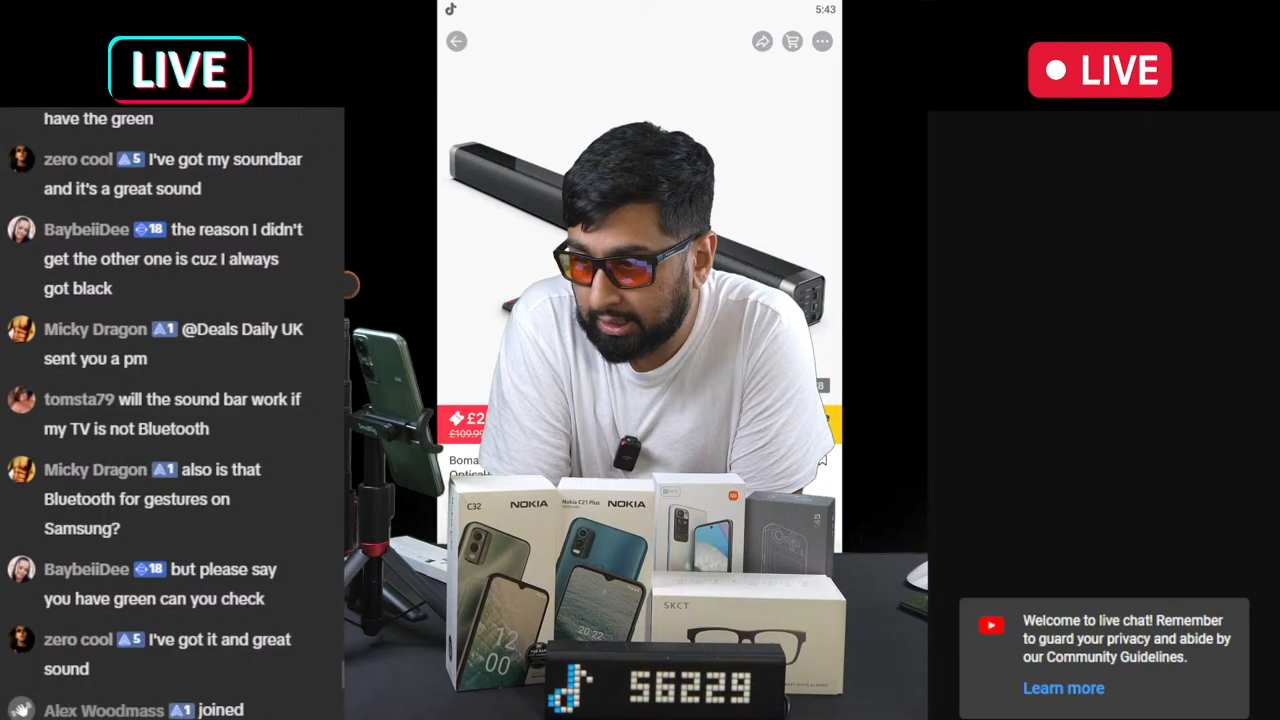 LIVE
have the green
zero cool 5 I've got my soundbar
and it's a great sound
BaybeiiDee 18 the reason I didn't
get the other one is cuz I always
got black
Micky Dragon 1 @Deals Daily UK
sent you a pm
tomsta79 will the sound bar work if
my TV is not Bluetooth
Micky Dragon 1 also is that
Bluetooth for gestures on
Samsung?
BaybeiiDee 18 but please say
you have green can you check
zero cool 5 I've got it and great
sound
Alex Woodmass 1 joined
5:43
£2
£109.99
Boma
Optical
C32 NOKIA
12
00
Nokia C21 Plus NOKIA
20:22
SKCT
56229
LIVE
Welcome to live chat! Remember
to guard your privacy and abide by
our Community Guidelines.
Learn more